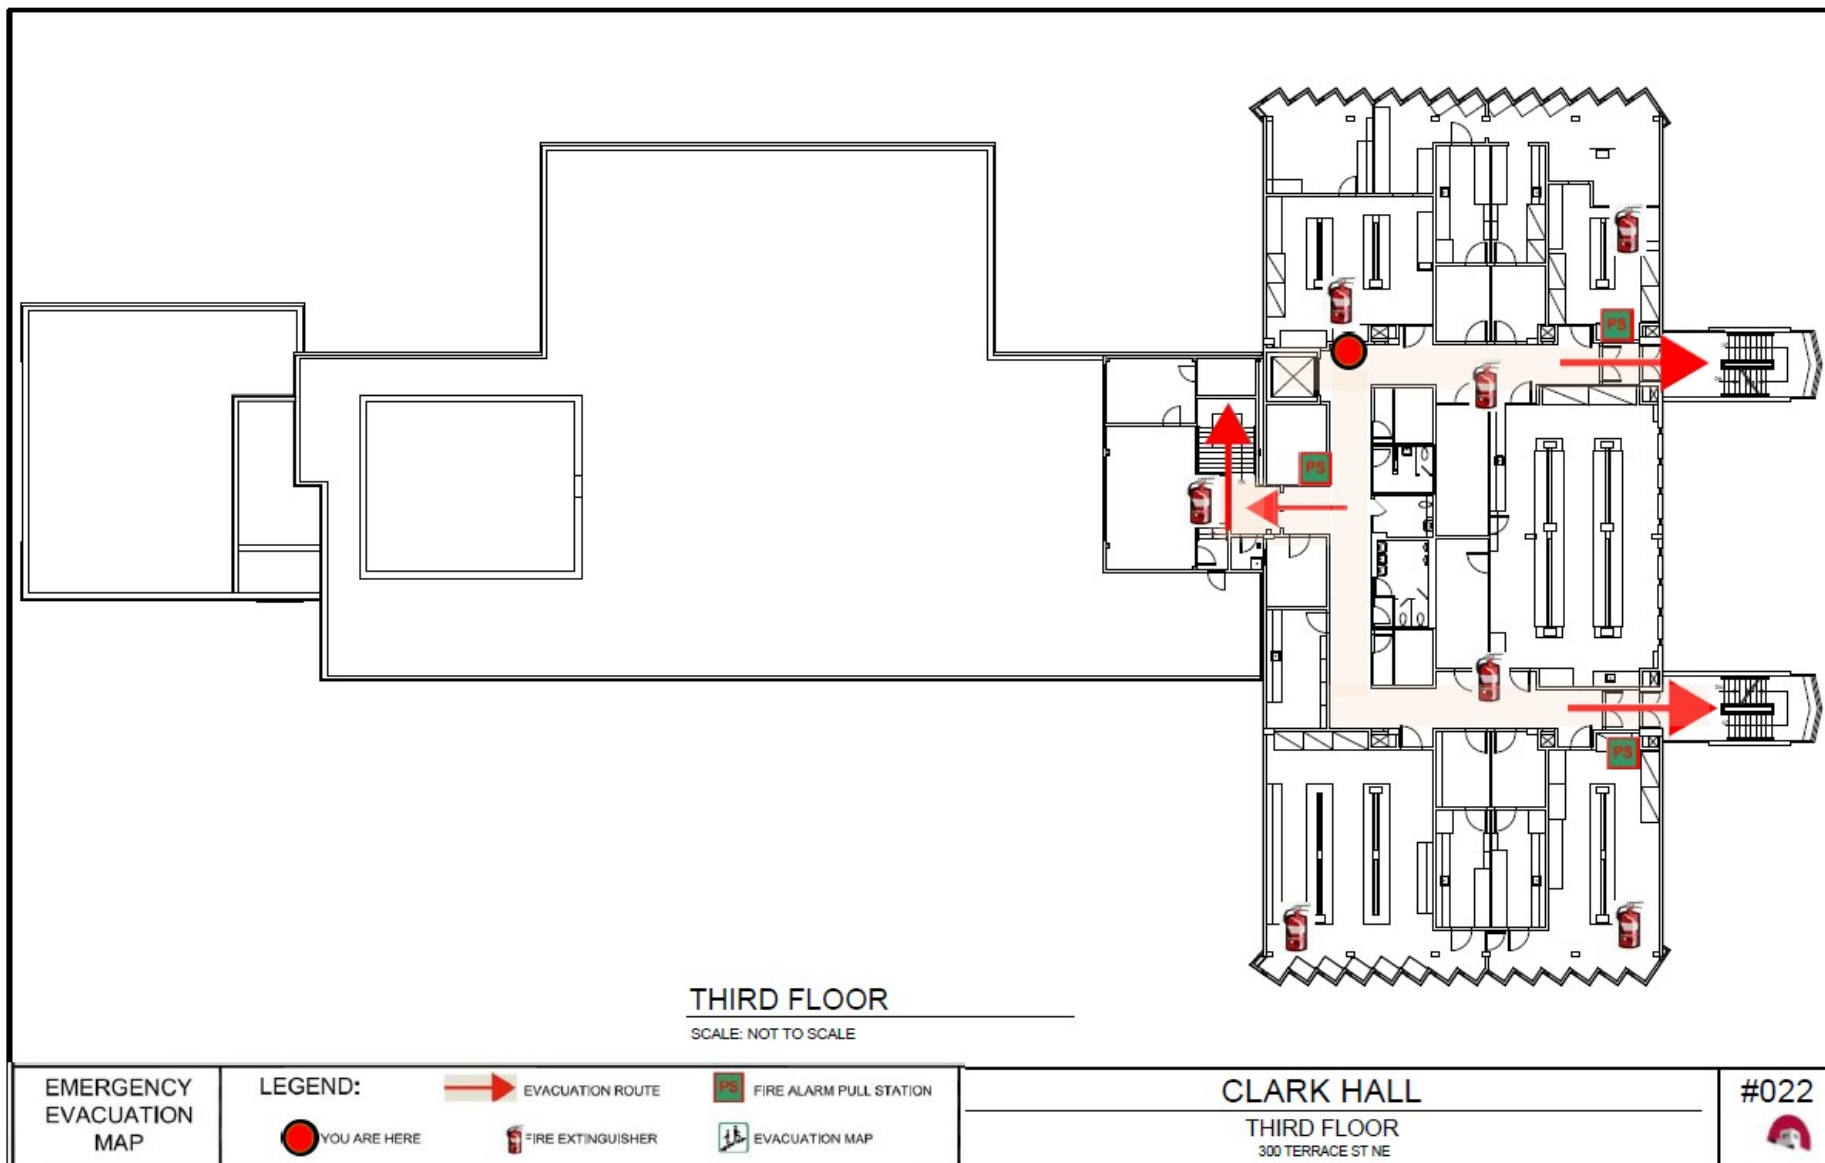 PS
PS
PS
THIRD FLOOR
SCALE: NOT TO SCALE
EMERGENCY
EVACUATION
MAP
LEGEND:
EVACUATION ROUTE
PS FIRE ALARM PULL STATION
YOU ARE HERE
FIRE EXTINGUISHER
EVACUATION MAP
CLARK HALL
THIRD FLOOR
300 TERRACE ST NE
#022